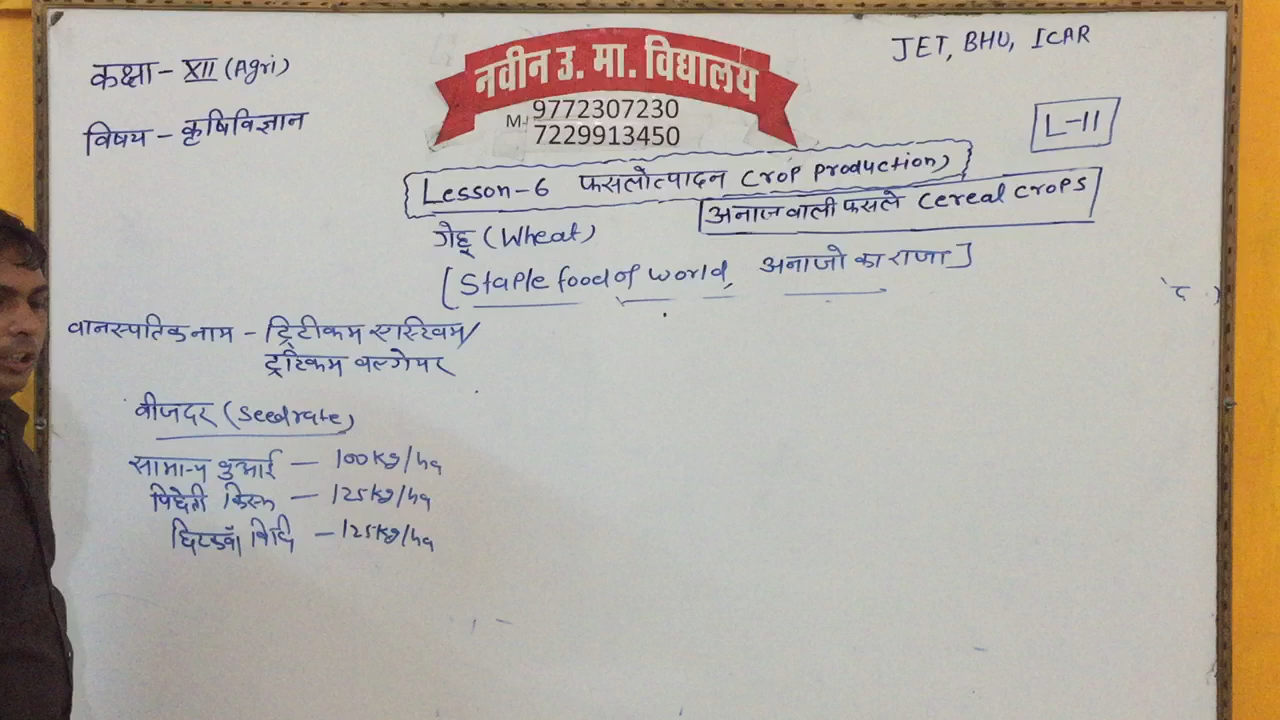 कक्षा - XII (Agri)
विषय - कृषिविज्ञान
नवीन उ. मा. विद्यालय
M.- 9772307230
7229913450
JET, BHU, ICAR
L-11
Lesson-6 फसलोत्पादन Crop production)
अनाजवाली फसले Cereal Crops
गेहू (Wheat)
[Staple food of world, अनाजो का राजा]
वानस्पतिक नाम - ट्रिटीकम एस्टिवम/
ट्रटिकम वल्गेयर
बीजदर (Seedrate)
सामान्य बुआई - 100kg/ha
पिछेती किस्म - 125kg/ha
छिटकवॉ विधि - 125kg/ha